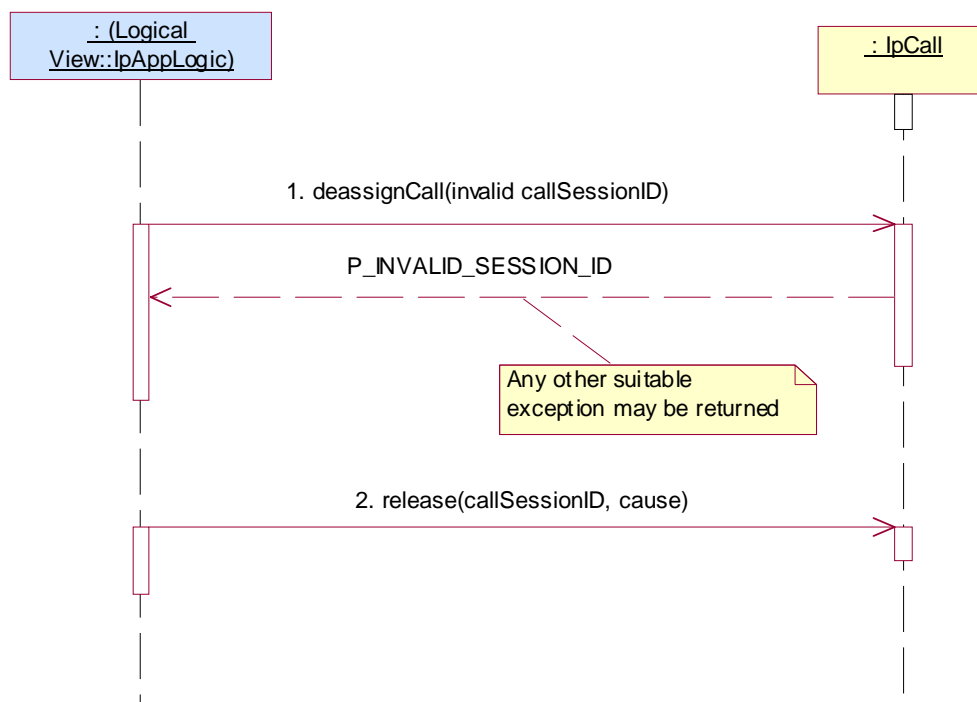 : (Logical
View::IpAppLogic)
: IpCall
1. deassignCall(invalid callSessionID)
P_INVALID_SESSION_ID
Any other suitable
exception may be returned
2. release(callSessionID, cause)